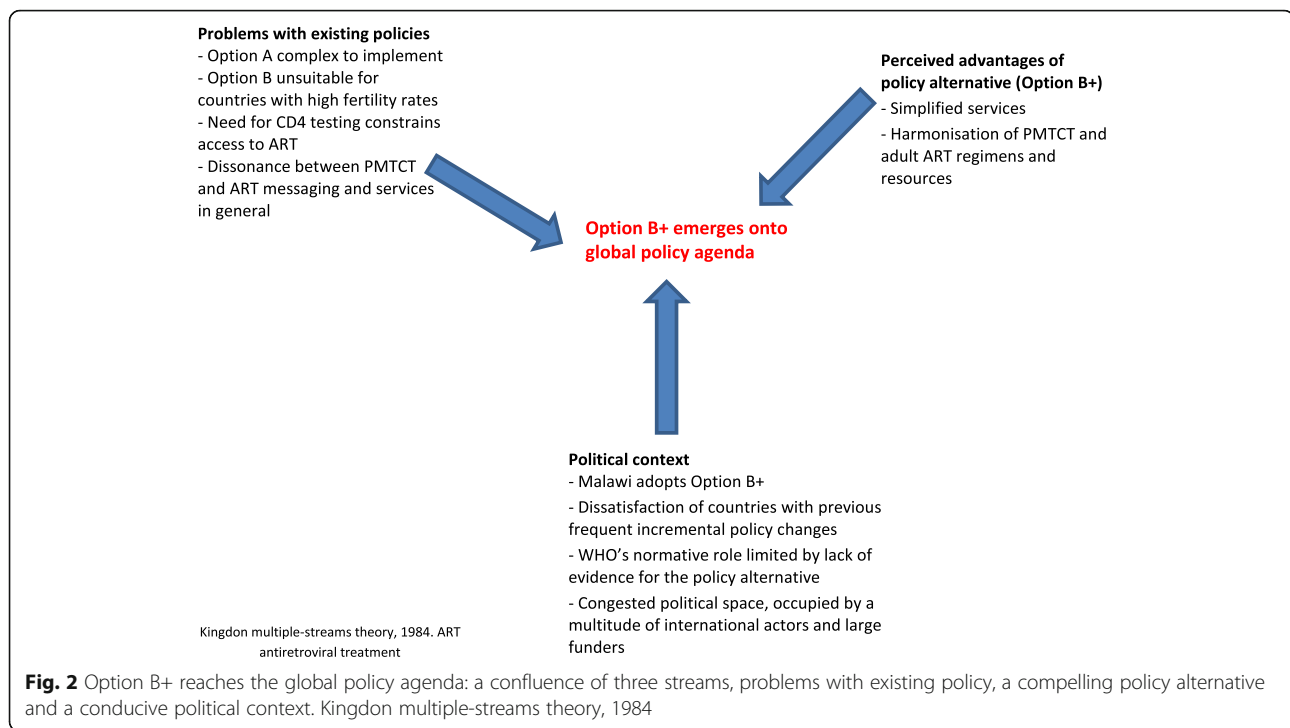 Problems with existing policies
- Option A complex to implement
- Option B unsuitable for
countries with high fertility rates
- Need for CD4 testing constrains
access to ART
- Dissonance between PMTCT
and ART messaging and services
in general
Perceived advantages of
policy alternative (Option B+)
- Simplified services
- Harmonisation of PMTCT and
adult ART regimens and
resources
Option B+ emerges onto
global policy agenda
Political context
- Malawi adopts Option B+
- Dissatisfaction of countries with previous
frequent incremental policy changes
- WHO’s normative role limited by lack of
evidence for the policy alternative
- Congested political space, occupied by a
multitude of international actors and large
funders
Kingdon multiple-streams theory, 1984. ART
antiretroviral treatment
Fig. 2 Option B+ reaches the global policy agenda: a confluence of three streams, problems with existing policy, a compelling policy alternative
and a conducive political context. Kingdon multiple-streams theory, 1984